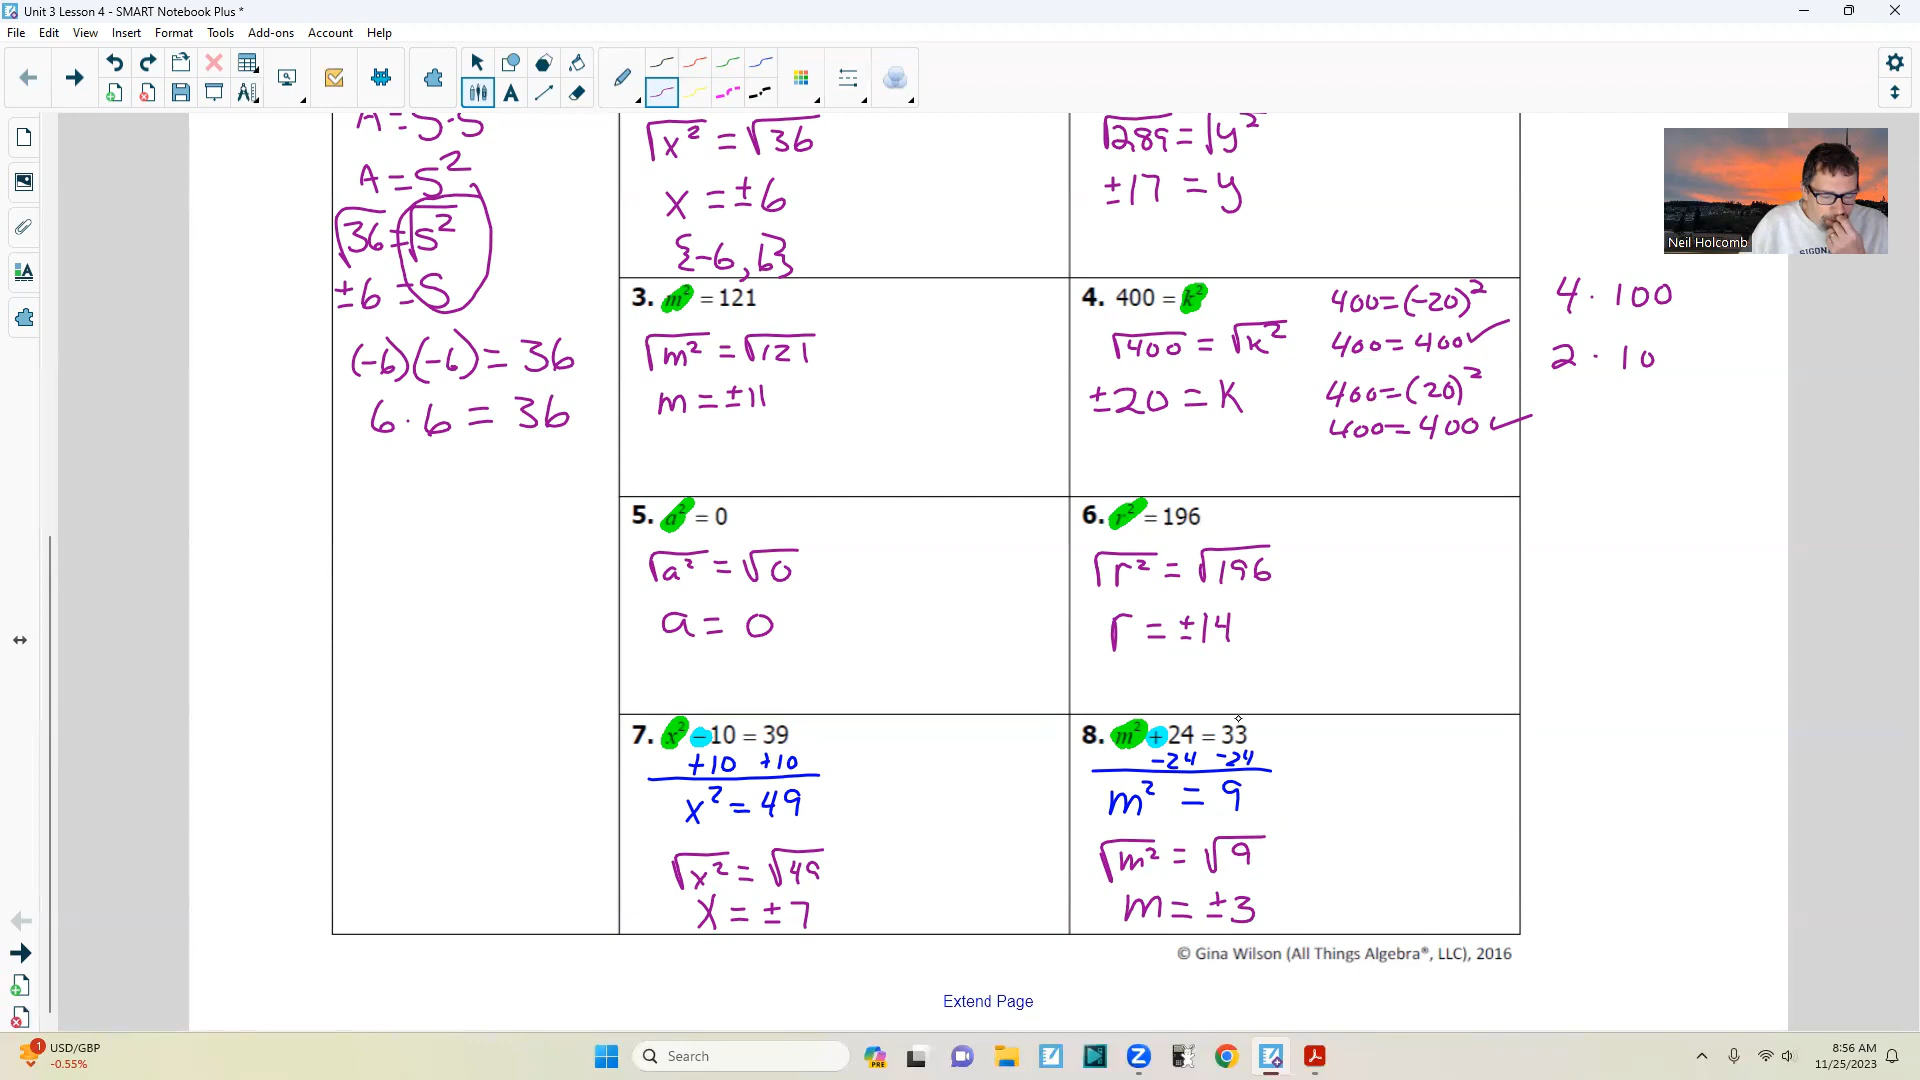 Unit 3 Lesson 4 - SMART Notebook Plus *
File Edit View Insert Format Tools Add-ons Account Help
A = S·S
A = S²
√36 = √S²
±6 = S
(-6)(-6) = 36
6·6 = 36
√x² = √36
x = ±6
{-6, 6}
√289 = √y²
±17 = y
3. m² = 121
√m² = √121
m = ±11
4. 400 = k²
√400 = √k²
±20 = k
400 = (-20)²
400 = 400 ✓
400 = (20)²
400 = 400 ✓
4 · 100
2 · 10
5. a² = 0
√a² = √0
a = 0
6. r² = 196
√r² = √196
r = ±14
7. x² − 10 = 39
+10 +10
x² = 49
√x² = √49
x = ±7
8. m² + 24 = 33
-24 -24
m² = 9
√m² = √9
m = ±3
© Gina Wilson (All Things Algebra®, LLC), 2016
Extend Page
Neil Holcomb
1
USD/GBP
-0.55%
Search
PRE
8:56 AM
11/25/2023